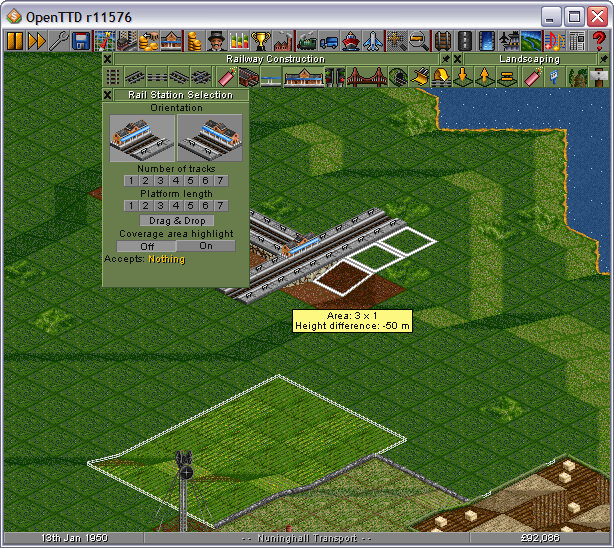 OpenTTD r11576
Railway Construction
Landscaping
Rail Station Selection
Orientation
Number of tracks
1 2 3 4 5 6 7
Platform length
1 2 3 4 5 6 7
Drag & Drop
Coverage area highlight
Off On
Accepts: Nothing
Area: 3 x 1
Height difference: -50 m
13th Jan 1950
- - Nuninghall Transport - -
£92,086